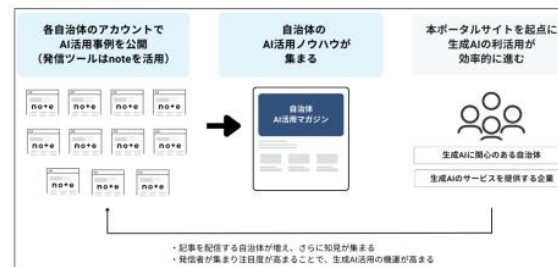 各自治体のアカウントで
AI活用事例を公開
（発信ツールはnoteを活用）
自治体の
AI活用ノウハウが
集まる
本ポータルサイトを起点に
生成AIの利活用が
効率的に進む
note note note note
note note note note
note note note
自治体
AI活用マガジン
生成AIに関心のある自治体
生成AIのサービスを提供する企業
・記事を配信する自治体が増え、さらに知見が集まる
・発信者が集まり注目度が高まることで、生成AI活用の機運が高まる